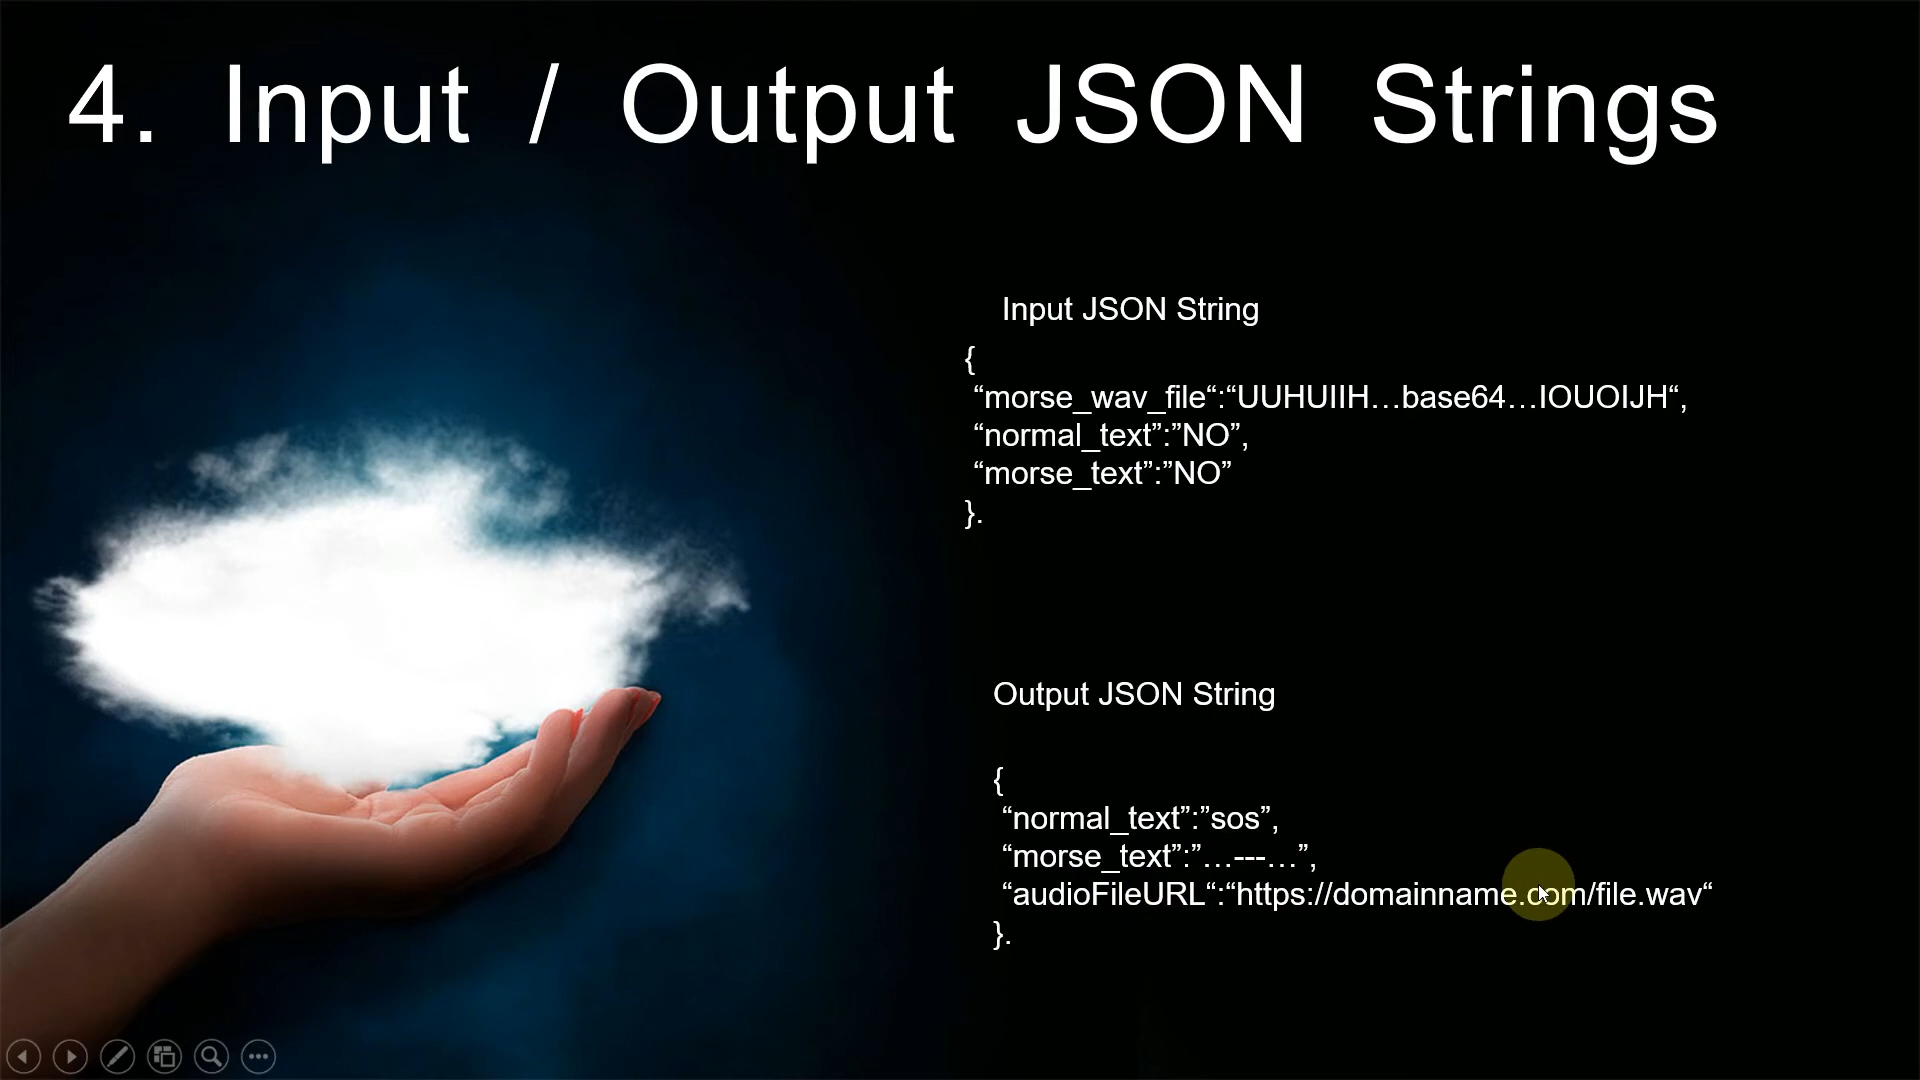 4. Input / Output JSON Strings
Input JSON String
{
“morse_wav_file“:“UUHUIIH…base64…IOUOIJH“,
“normal_text”:”NO”,
“morse_text”:”NO”
}.
Output JSON String
{
“normal_text”:”sos”,
“morse_text”:”…---…”,
“audioFileURL“:“https://domainname.com/file.wav“
}.